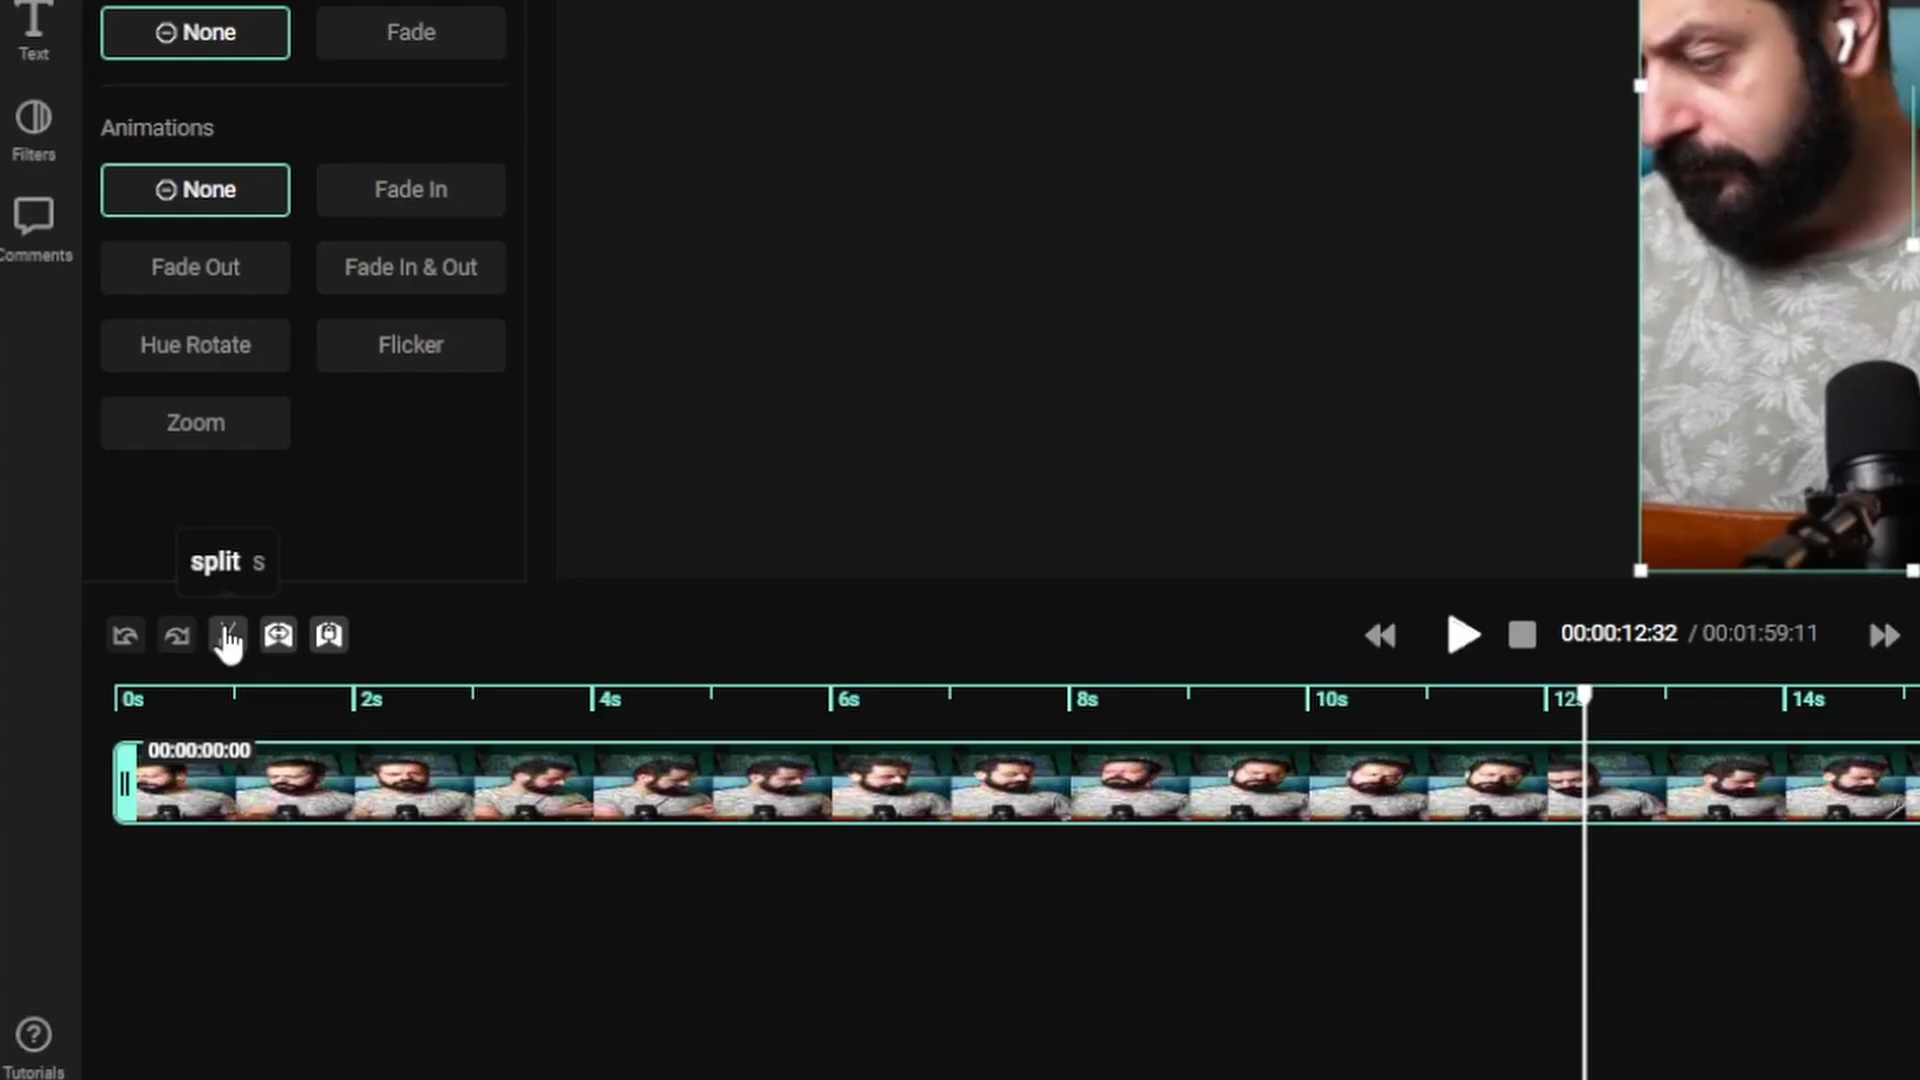 Text
None
Fade
Filters
Animations
None
Fade In
Comments
Fade Out
Fade In & Out
Hue Rotate
Flicker
Zoom
split s
00:00:12:32 / 00:01:59:11
0s
2s
4s
6s
8s
10s
12s
14s
00:00:00:00
Tutorials